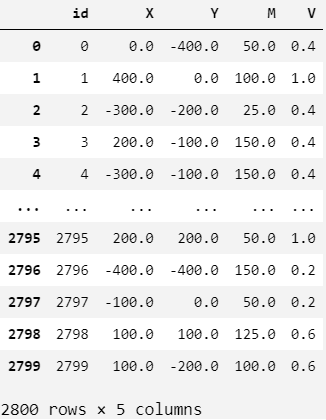 id X Y M V
0 0 0.0 -400.0 50.0 0.4
1 1 400.0 0.0 100.0 1.0
2 2 -300.0 -200.0 25.0 0.4
3 3 200.0 -100.0 150.0 0.4
4 4 -300.0 -100.0 150.0 0.4
... ... ... ... ... ...
2795 2795 200.0 200.0 50.0 1.0
2796 2796 -400.0 -400.0 150.0 0.2
2797 2797 -100.0 0.0 50.0 0.2
2798 2798 100.0 100.0 125.0 0.6
2799 2799 100.0 -200.0 100.0 0.6
2800 rows × 5 columns